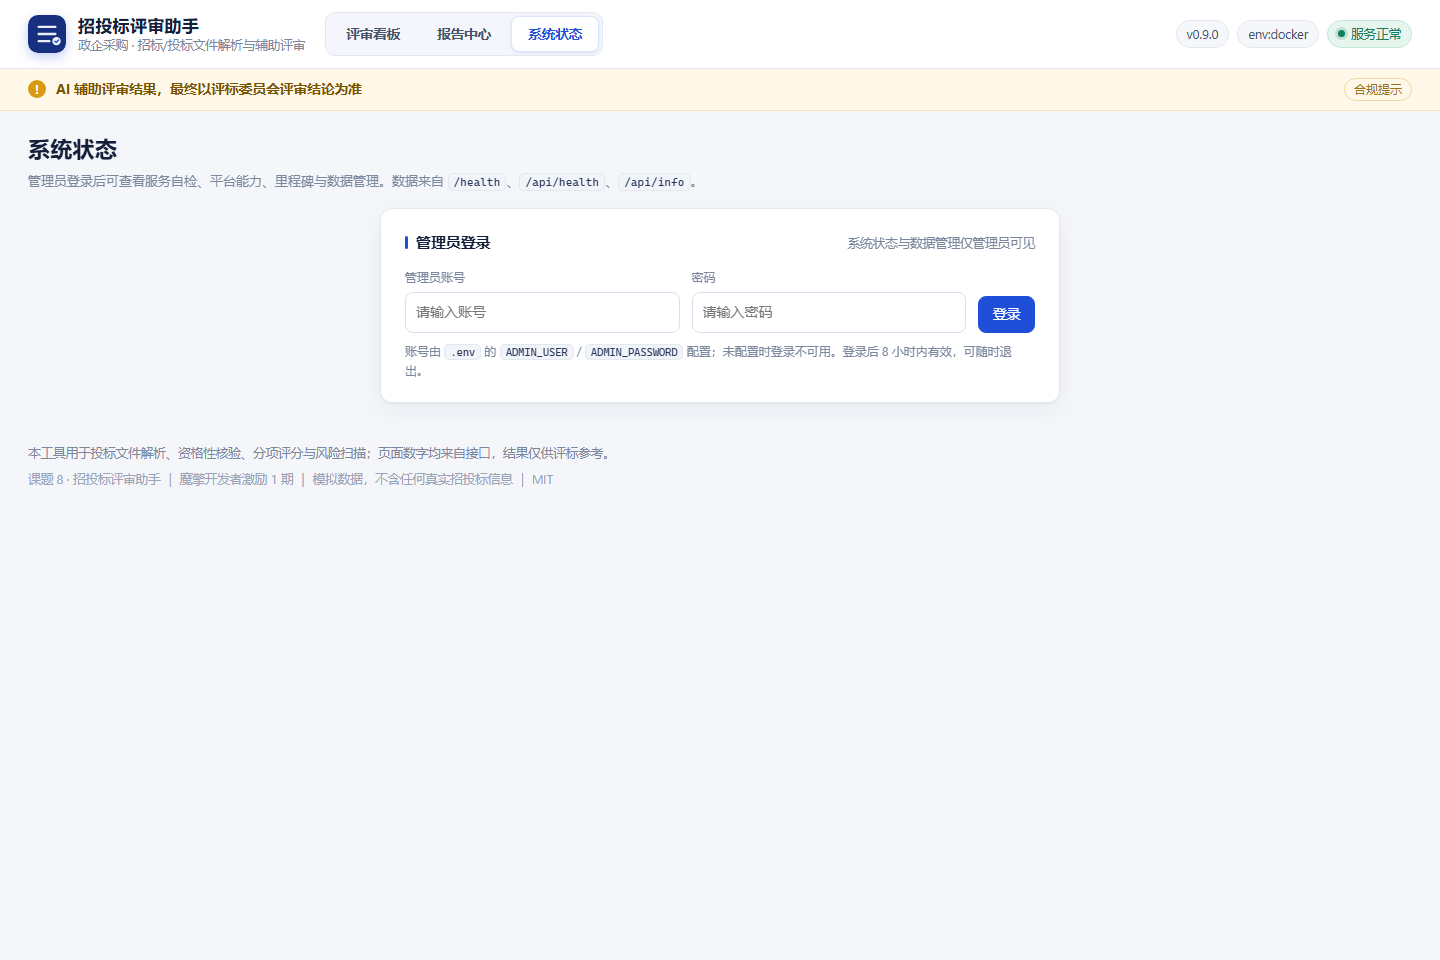 招投标评审助手
政企采购 · 招标/投标文件解析与辅助评审
评审看板
报告中心
系统状态
v0.9.0
env:docker
服务正常
AI 辅助评审结果，最终以评标委员会评审结论为准
合规提示
系统状态
管理员登录后可查看服务自检、平台能力、里程碑与数据管理。数据来自 /health 、 /api/health 、 /api/info 。
管理员登录
系统状态与数据管理仅管理员可见
管理员账号
密码
请输入账号
请输入密码
登录
账号由 .env 的 ADMIN_USER / ADMIN_PASSWORD 配置；未配置时登录不可用。登录后 8 小时内有效，可随时退
出。
本工具用于投标文件解析、资格性核验、分项评分与风险扫描；页面数字均来自接口，结果仅供评标参考。
课题 8 · 招投标评审助手 ｜ 魔擎开发者激励 1 期 ｜ 模拟数据，不含任何真实招投标信息 ｜ MIT